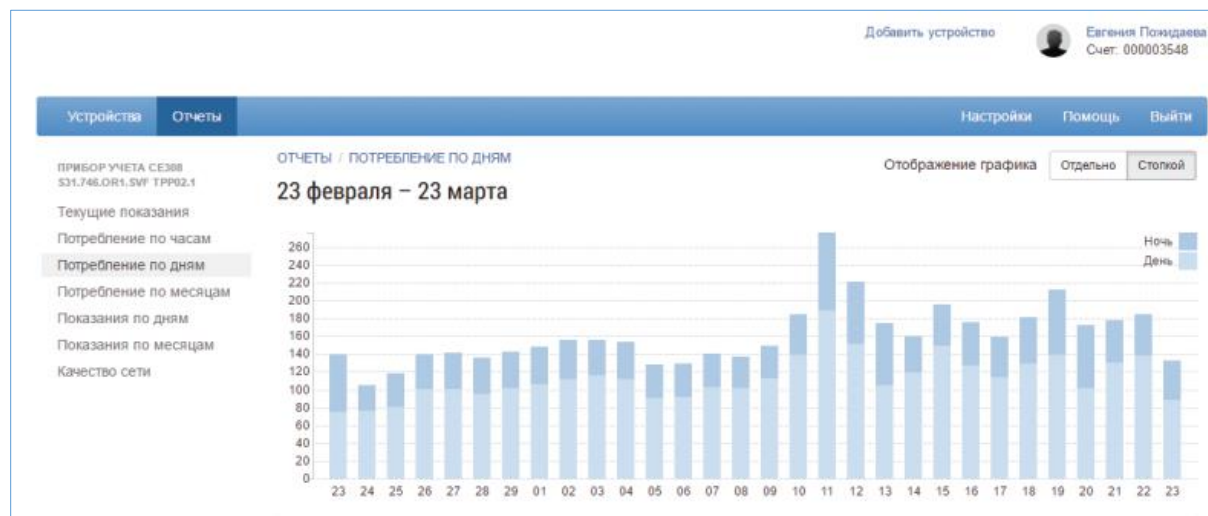 Добавить устройство
Евгения Пожидаева
Счет: 000003548
Устройства Отчеты Настройки Помощь Выйти
ПРИБОР УЧЕТА CE308
S31.746.OR1.SVF TPP02.1
Текущие показания
Потребление по часам
Потребление по дням
Потребление по месяцам
Показания по дням
Показания по месяцам
Качество сети
ОТЧЕТЫ / ПОТРЕБЛЕНИЕ ПО ДНЯМ
Отображение графика Отдельно Стопкой
23 февраля – 23 марта
Ночь
День
260
240
220
200
180
160
140
120
100
80
60
40
20
0
23 24 25 26 27 28 29 01 02 03 04 05 06 07 08 09 10 11 12 13 14 15 16 17 18 19 20 21 22 23